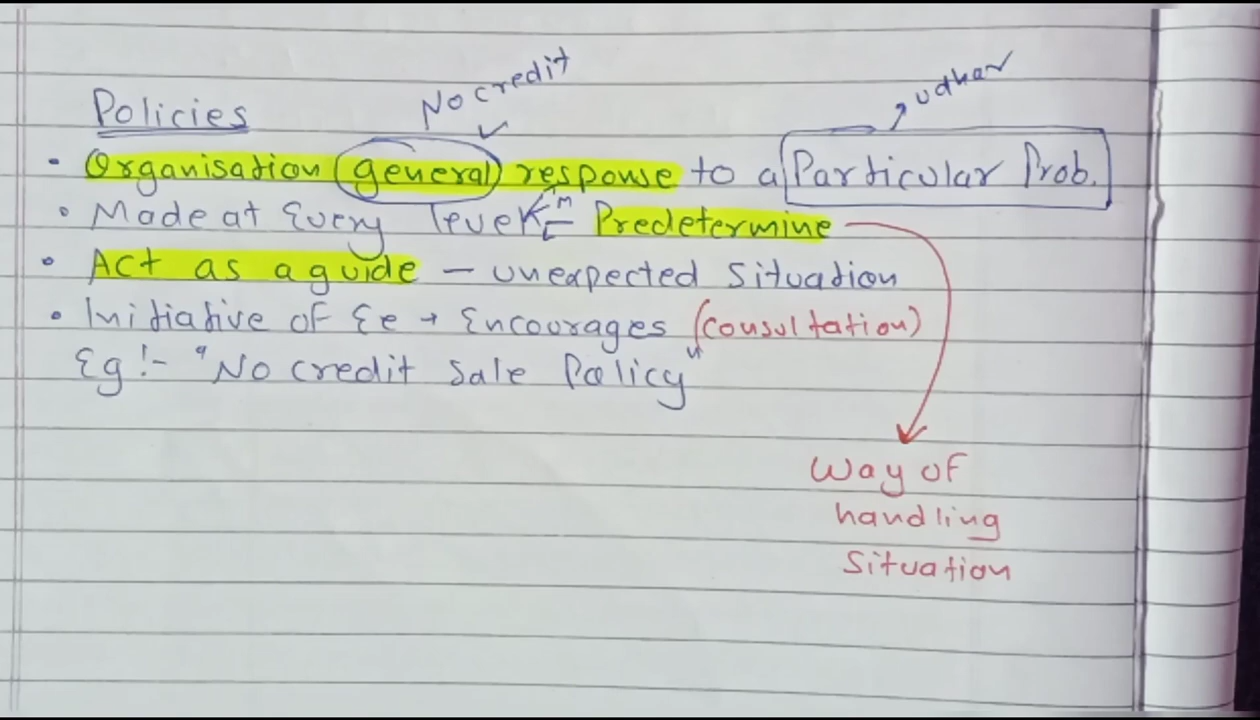 No credit
udhar
Policies
• Organisation general response to a Particular Prob.
• Made at Every level M L Predetermine
• Act as a guide — unexpected Situation
• Initiative of Ee → Encourages (consultation)
Eg:- "No credit Sale Policy"
Way of
handling
Situation